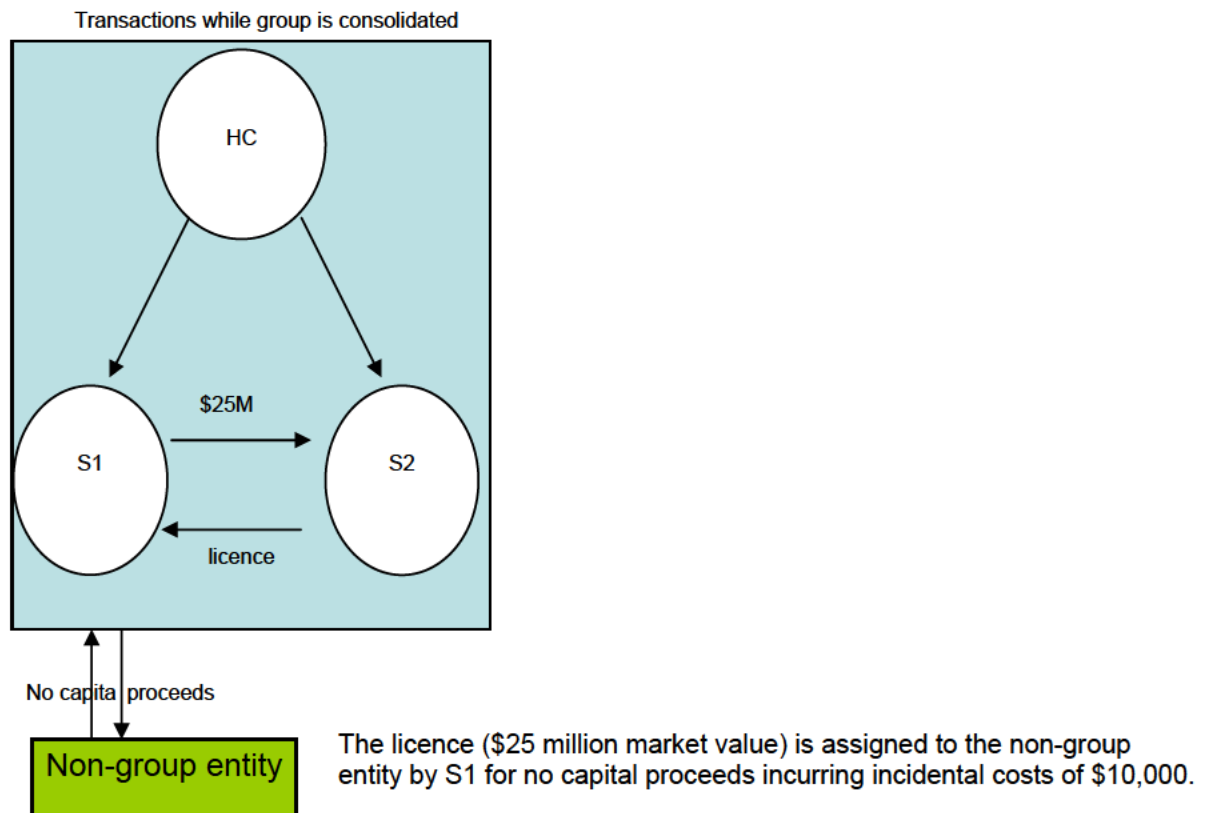 Transactions while group is consolidated
HC
$25M
S1
S2
licence
No capita proceeds
Non-group entity
The licence ($25 million market value) is assigned to the non-group
entity by S1 for no capital proceeds incurring incidental costs of $10,000.